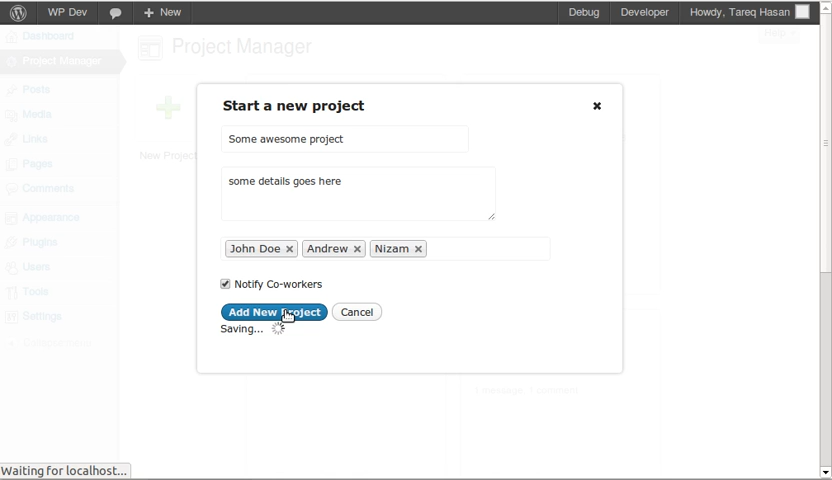 WP Dev
New
Debug
Developer
Howdy, Tareq Hasan
Dashboard
Project Manager
Posts
Media
Links
Pages
Comments
Appearance
Plugins
Users
Tools
Settings
Project Manager
Help
New Project
Start a new project
Some awesome project
some details goes here
John Doe
Andrew
Nizam
Notify Co-workers
Add New Project
Cancel
Saving...
Waiting for localhost...